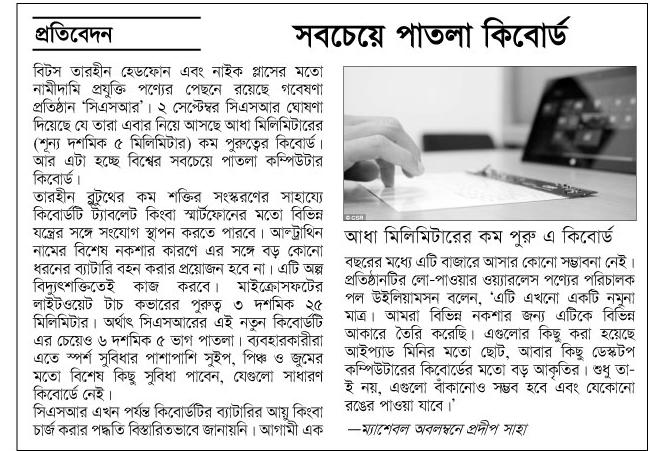 প্রতিবেদন
সবচেয়ে পাতলা কিবোর্ড
বিটস তারহীন হেডফোন এবং নাইক প্লাসের মতো
নামীদামি প্রযুক্তি পণ্যের পেছনে রয়েছে গবেষণা
প্রতিষ্ঠান ‘সিএসআর’। ২ সেপ্টেম্বর সিএসআর ঘোষণা
দিয়েছে যে তারা এবার নিয়ে আসছে আধা মিলিমিটারের
(শূন্য দশমিক ৫ মিলিমিটার) কম পুরুত্বের কিবোর্ড।
আর এটা হচ্ছে বিশ্বের সবচেয়ে পাতলা কম্পিউটার
কিবোর্ড।
তারহীন ব্লুটুথের কম শক্তির সংস্করণের সাহায্যে
কিবোর্ডটি ট্যাবলেট কিংবা স্মার্টফোনের মতো বিভিন্ন
যন্ত্রের সঙ্গে সংযোগ স্থাপন করতে পারবে। আল্ট্রাথিন
নামের বিশেষ নকশার কারণে এর সঙ্গে বড় কোনো
ধরনের ব্যাটারি বহন করার প্রয়োজন হবে না। এটি অল্প
বিদ্যুৎশক্তিতেই কাজ করবে। মাইক্রোসফটের
লাইটওয়েট টাচ কভারের পুরুত্ব ৩ দশমিক ২৫
মিলিমিটার। অর্থাৎ সিএসআরের এই নতুন কিবোর্ডটি
এর চেয়েও ৬ দশমিক ৫ ভাগ পাতলা। ব্যবহারকারীরা
এতে স্পর্শ সুবিধার পাশাপাশি সুইপ, পিঞ্চ ও জুমের
মতো বিশেষ কিছু সুবিধা পাবেন, যেগুলো সাধারণ
কিবোর্ডে নেই।
সিএসআর এখন পর্যন্ত কিবোর্ডটির ব্যাটারির আয়ু কিংবা
চার্জ করার পদ্ধতি বিস্তারিতভাবে জানায়নি। আগামী এক
© CSR
আধা মিলিমিটারের কম পুরু এ কিবোর্ড
বছরের মধ্যে এটি বাজারে আসার কোনো সম্ভাবনা নেই।
প্রতিষ্ঠানটির লো-পাওয়ার ওয়্যারলেস পণ্যের পরিচালক
পল উইলিয়ামসন বলেন, ‘এটি এখনো একটি নমুনা
মাত্র। আমরা বিভিন্ন নকশার জন্য এটিকে বিভিন্ন
আকারে তৈরি করেছি। এগুলোর কিছু করা হয়েছে
আইপ্যাড মিনির মতো ছোট, আবার কিছু ডেস্কটপ
কম্পিউটারের কিবোর্ডের মতো বড় আকৃতির। শুধু তা-
ই নয়, এগুলো বাঁকানোও সম্ভব হবে এবং যেকোনো
রঙের পাওয়া যাবে।’
—ম্যাশেবল অবলম্বনে প্রদীপ সাহা